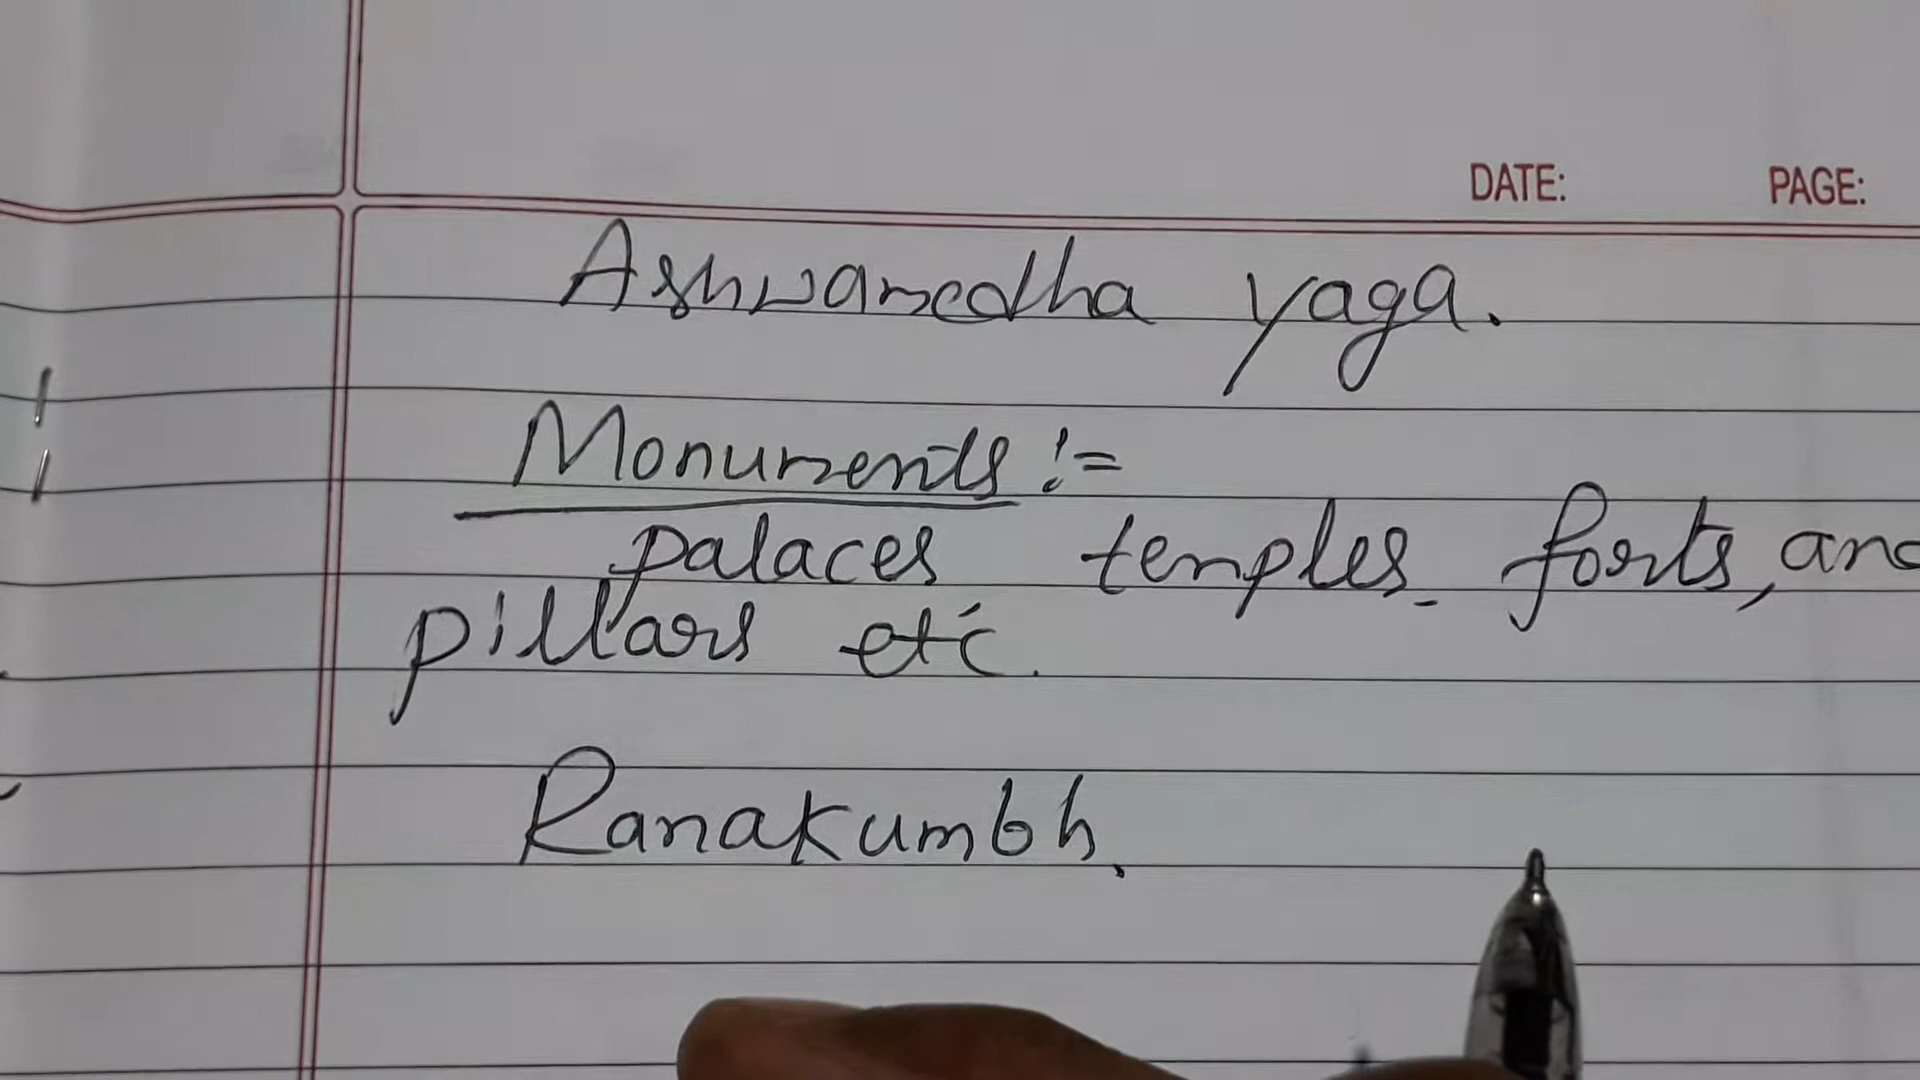 DATE: PAGE:
Ashwamedha yaga.
Monuments :=
palaces temples forts, and
pillars etc.
Ranakumbh.